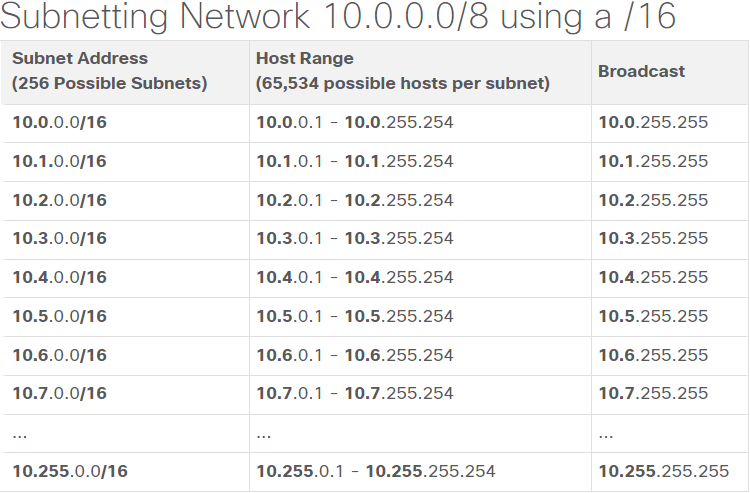 Subnetting Network 10.0.0.0/8 using a /16
Subnet Address
(256 Possible Subnets)
Host Range
(65,534 possible hosts per subnet)
Broadcast
10.0.0.0/16 10.0.0.1 - 10.0.255.254 10.0.255.255
10.1.0.0/16 10.1.0.1 - 10.1.255.254 10.1.255.255
10.2.0.0/16 10.2.0.1 - 10.2.255.254 10.2.255.255
10.3.0.0/16 10.3.0.1 - 10.3.255.254 10.3.255.255
10.4.0.0/16 10.4.0.1 - 10.4.255.254 10.4.255.255
10.5.0.0/16 10.5.0.1 - 10.5.255.254 10.5.255.255
10.6.0.0/16 10.6.0.1 - 10.6.255.254 10.6.255.255
10.7.0.0/16 10.7.0.1 - 10.7.255.254 10.7.255.255
... ... ...
10.255.0.0/16 10.255.0.1 - 10.255.255.254 10.255.255.255